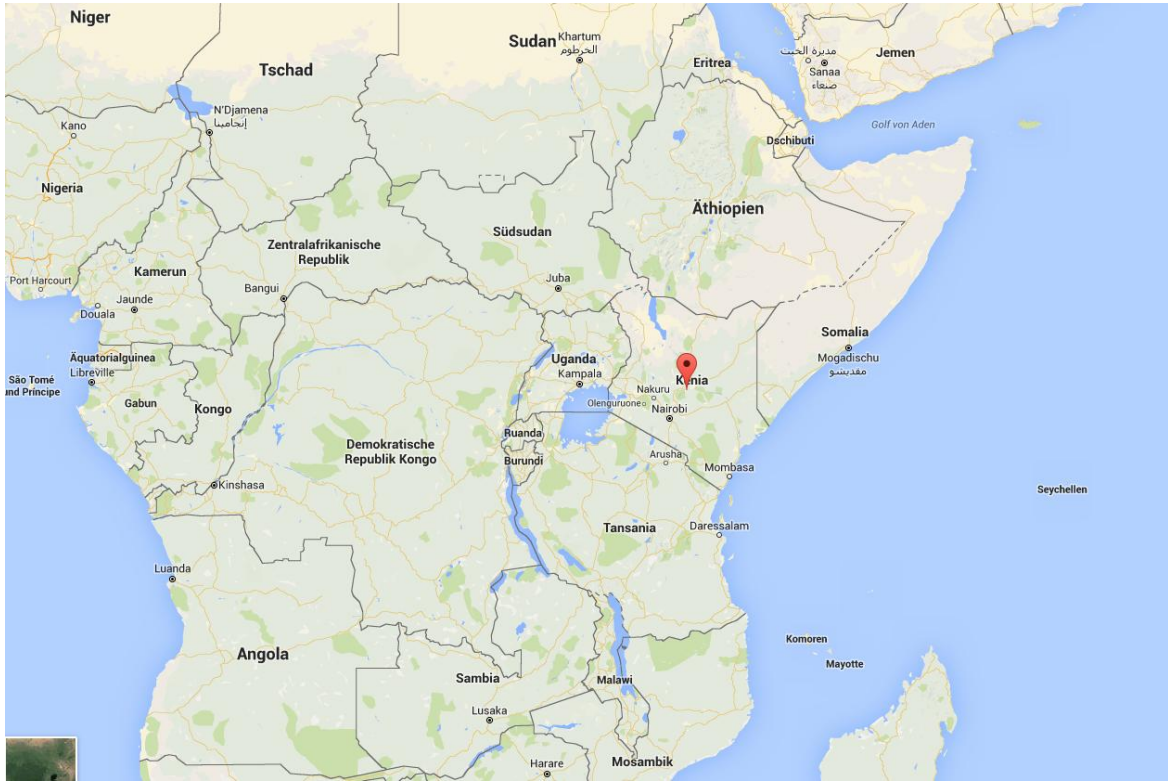 Niger
Sudan
Khartum
الخرطوم
Tschad
Eritrea
مديرة الحيث
Sanaa
صنعاء
Jemen
N'Djamena
إنجامينا
Kano
Golf von Aden
Dschibuti
Nigeria
Äthiopien
Südsudan
Zentralafrikanische
Republik
Kamerun
Port Harcourt
Juba
Bangui
Jaunde
Douala
Somalia
Äquatorialguinea
Uganda
Mogadischu
مقديشو
Libreville
São Tomé
und Príncipe
Kampala
Kenia
Nakuru
Olenguruone
Gabun
Kongo
Nairobi
Ruanda
Demokratische
Republik Kongo
Burundi
Arusha
Mombasa
Kinshasa
Seychellen
Tansania
Daressalam
Luanda
Komoren
Angola
Mayotte
Sambia
Malawi
Lusaka
Harare
Mosambik